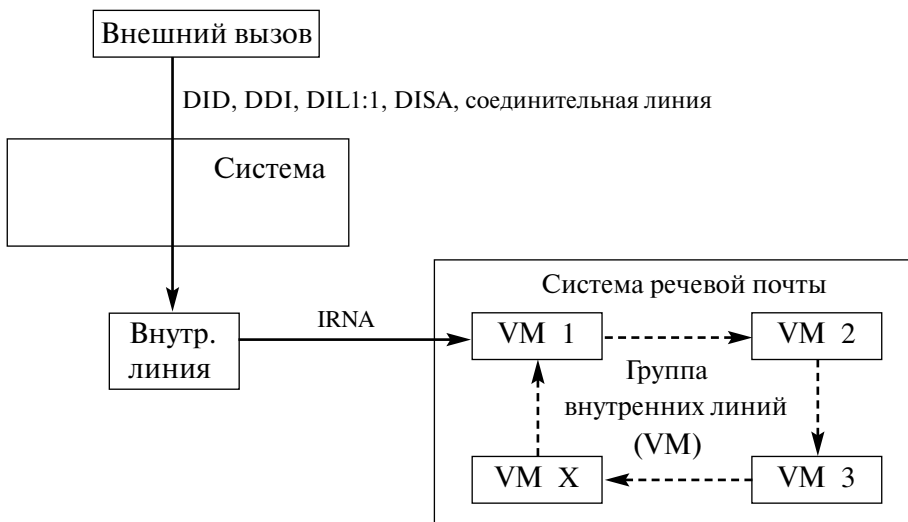 Внешний вызов
DID, DDI, DIL1:1, DISA, соединительная линия
Система
Система речевой почты
Внутр.
линия
IRNA
VM 1
VM 2
Группа
внутренних линий
(VM)
VM X
VM 3